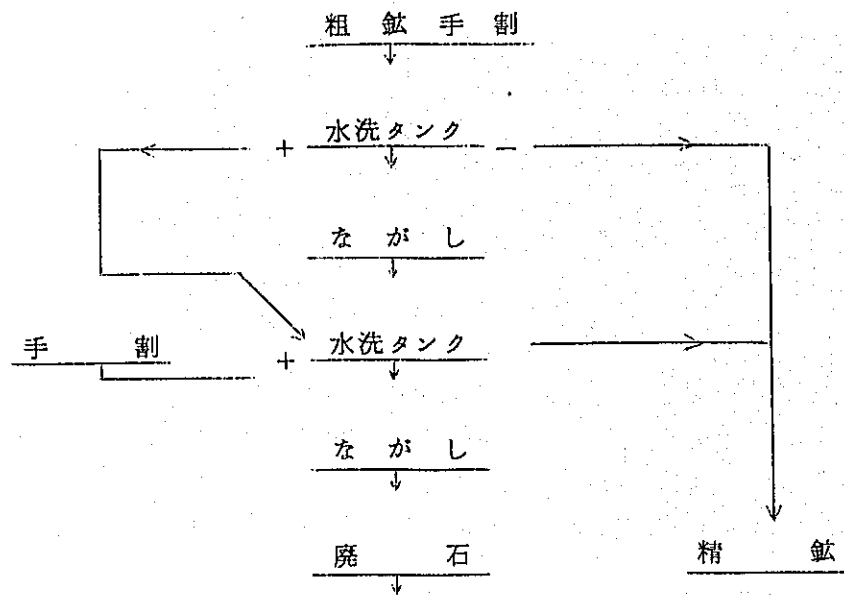 粗鉱手割
+ 水洗タンク −
ながし
手割 + 水洗タンク
ながし
廃石 精鉱